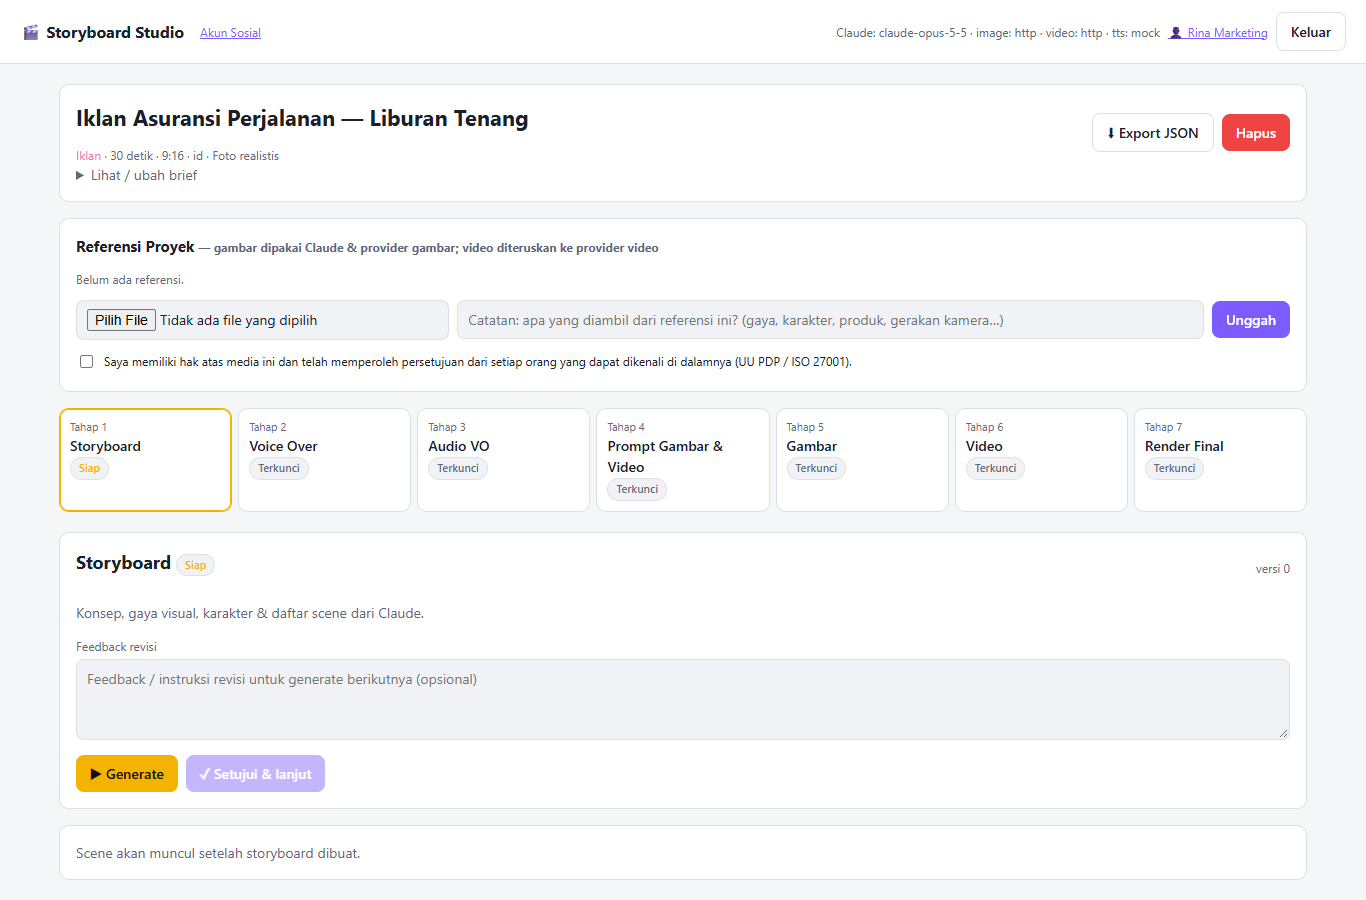 Storyboard Studio
Akun Sosial
Claude: claude-opus-5-5 · image: http · video: http · tts: mock
Rina Marketing
Keluar
Iklan Asuransi Perjalanan — Liburan Tenang
Iklan · 30 detik · 9:16 · id · Foto realistis
▶ Lihat / ubah brief
⬇ Export JSON
Hapus
Referensi Proyek — gambar dipakai Claude & provider gambar; video diteruskan ke provider video
Belum ada referensi.
Pilih File Tidak ada file yang dipilih
Catatan: apa yang diambil dari referensi ini? (gaya, karakter, produk, gerakan kamera...)
Unggah
Saya memiliki hak atas media ini dan telah memperoleh persetujuan dari setiap orang yang dapat dikenali di dalamnya (UU PDP / ISO 27001).
Tahap 1
Storyboard
Siap
Tahap 2
Voice Over
Terkunci
Tahap 3
Audio VO
Terkunci
Tahap 4
Prompt Gambar &
Video
Terkunci
Tahap 5
Gambar
Terkunci
Tahap 6
Video
Terkunci
Tahap 7
Render Final
Terkunci
Storyboard Siap
versi 0
Konsep, gaya visual, karakter & daftar scene dari Claude.
Feedback revisi
Feedback / instruksi revisi untuk generate berikutnya (opsional)
▶ Generate
✓ Setujui & lanjut
Scene akan muncul setelah storyboard dibuat.